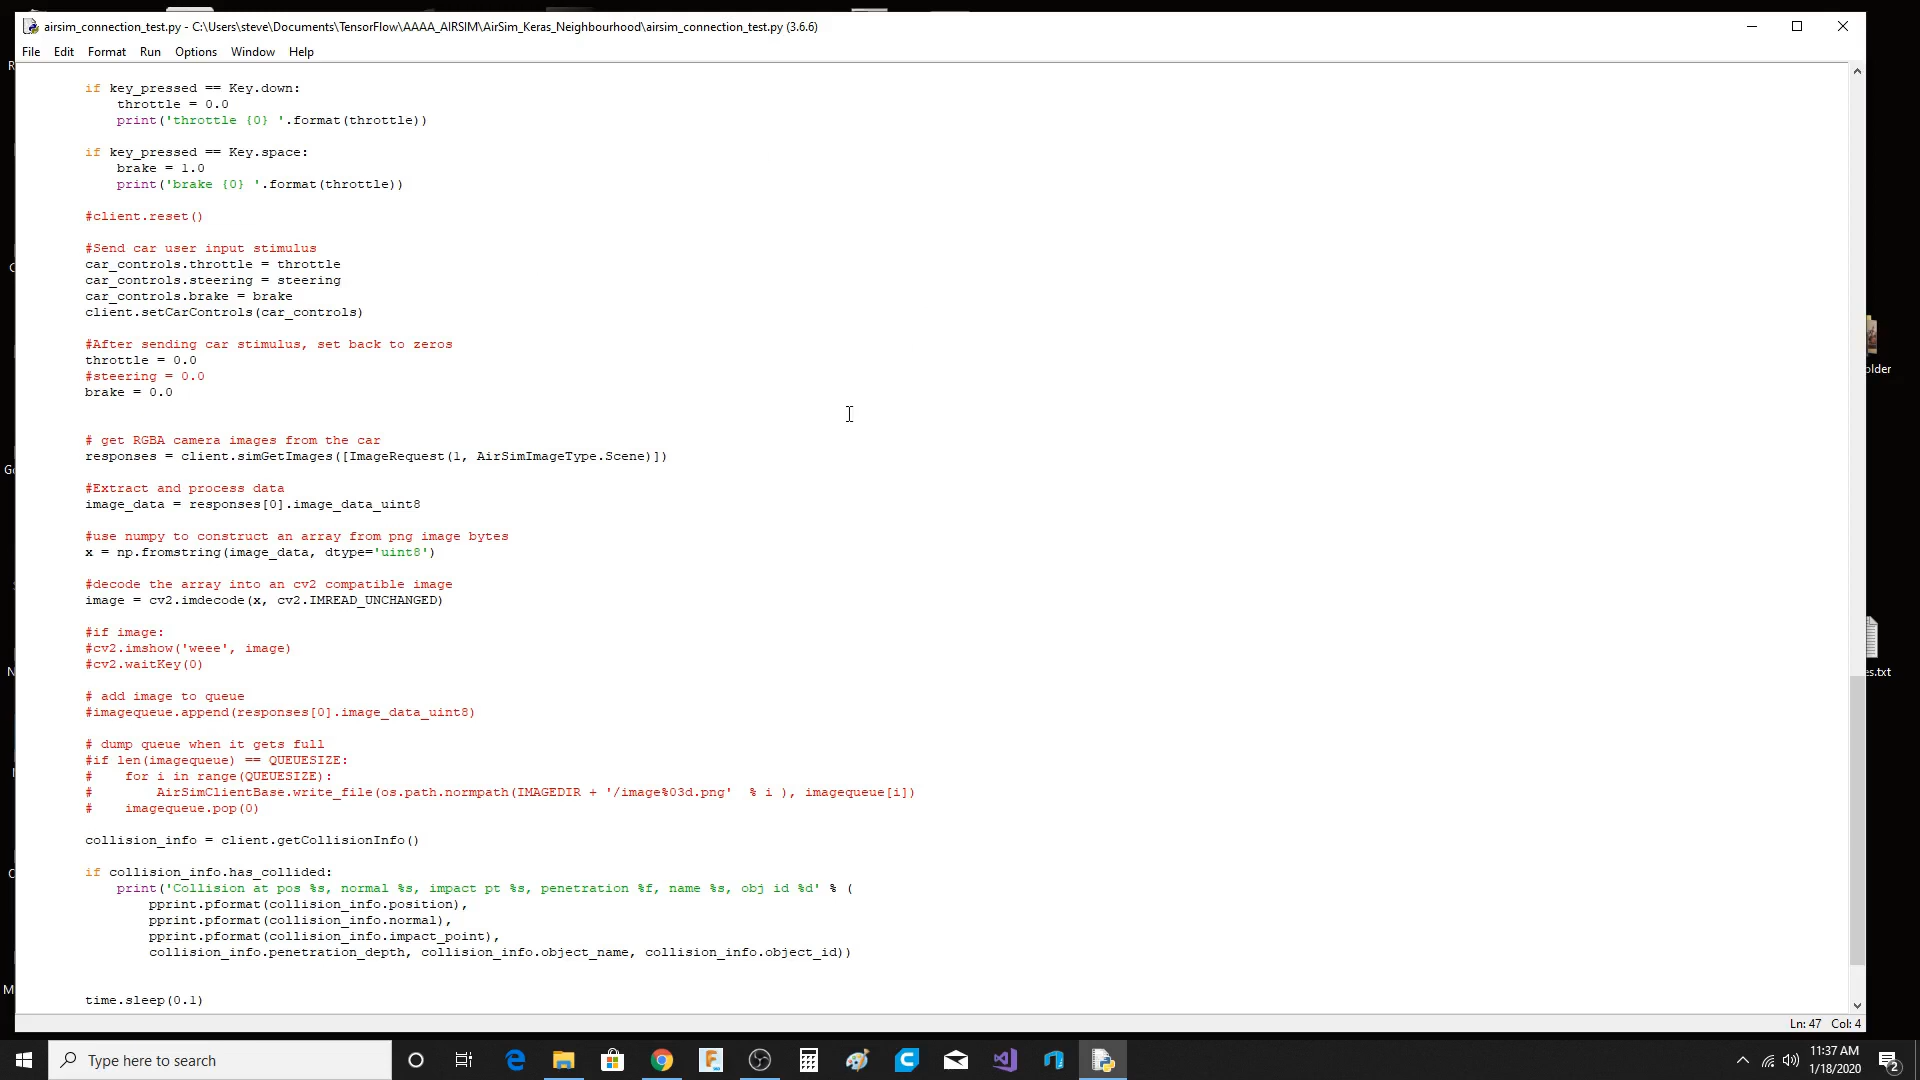 airsim_connection_test.py - C:\Users\steve\Documents\TensorFlow\AAAA_AIRSIM\AirSim_Keras_Neighbourhood\airsim_connection_test.py (3.6.6)
File Edit Format Run Options Window Help
if key_pressed == Key.down:
throttle = 0.0
print('throttle {0} '.format(throttle))
if key_pressed == Key.space:
brake = 1.0
print('brake {0} '.format(throttle))
#client.reset()
#Send car user input stimulus
car_controls.throttle = throttle
car_controls.steering = steering
car_controls.brake = brake
client.setCarControls(car_controls)
#After sending car stimulus, set back to zeros
throttle = 0.0
#steering = 0.0
brake = 0.0
# get RGBA camera images from the car
responses = client.simGetImages([ImageRequest(1, AirSimImageType.Scene)])
#Extract and process data
image_data = responses[0].image_data_uint8
#use numpy to construct an array from png image bytes
x = np.fromstring(image_data, dtype='uint8')
#decode the array into an cv2 compatible image
image = cv2.imdecode(x, cv2.IMREAD_UNCHANGED)
#if image:
#cv2.imshow('weee', image)
#cv2.waitKey(0)
# add image to queue
#imagequeue.append(responses[0].image_data_uint8)
# dump queue when it gets full
#if len(imagequeue) == QUEUESIZE:
#    for i in range(QUEUESIZE):
#        AirSimClientBase.write_file(os.path.normpath(IMAGEDIR + '/image%03d.png'  % i ), imagequeue[i])
#    imagequeue.pop(0)
collision_info = client.getCollisionInfo()
if collision_info.has_collided:
print('Collision at pos %s, normal %s, impact pt %s, penetration %f, name %s, obj id %d' % (
pprint.pformat(collision_info.position),
pprint.pformat(collision_info.normal),
pprint.pformat(collision_info.impact_point),
collision_info.penetration_depth, collision_info.object_name, collision_info.object_id))
time.sleep(0.1)
Ln: 47 Col: 4
older
es.txt
Type here to search
11:37 AM
1/18/2020
2